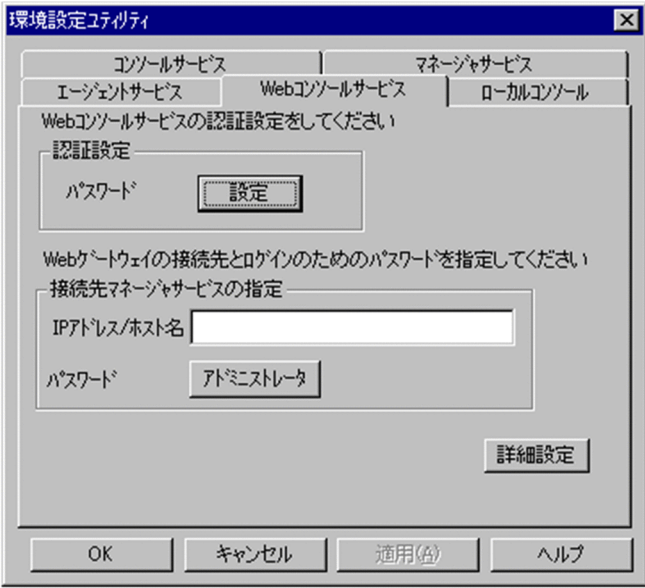 環境設定ﾕﾃｨﾘﾃｨ
ｺﾝｿｰﾙｻｰﾋﾞｽ
ﾏﾈｰｼﾞｬｻｰﾋﾞｽ
ｴｰｼﾞｪﾝﾄｻｰﾋﾞｽ
Webｺﾝｿｰﾙｻｰﾋﾞｽ
ﾛｰｶﾙｺﾝｿｰﾙ
Webｺﾝｿｰﾙｻｰﾋﾞｽの認証設定をしてください
認証設定
ﾊﾟｽﾜｰﾄﾞ
設定
Webｹﾞｰﾄｳｪｲの接続先とﾛｸﾞｲﾝのためのﾊﾟｽﾜｰﾄﾞを指定してください
接続先ﾏﾈｰｼﾞｬｻｰﾋﾞｽの指定
IPｱﾄﾞﾚｽ/ﾎｽﾄ名
ﾊﾟｽﾜｰﾄﾞ
ｱﾄﾞﾐﾆｽﾄﾚｰﾀ
詳細設定
OK
キャンセル
適用(A)
ヘルプ